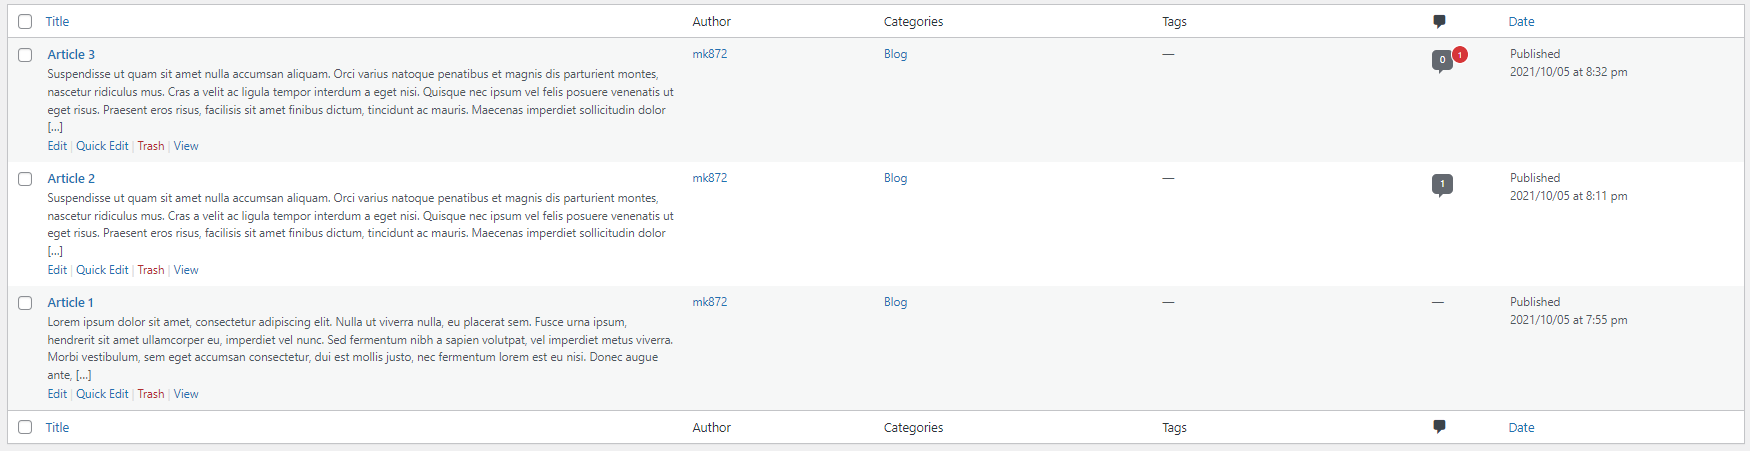 Title Author Categories Tags Date
Article 3 mk872 Blog — 0 1 Published
Suspendisse ut quam sit amet nulla accumsan aliquam. Orci varius natoque penatibus et magnis dis parturient montes, 2021/10/05 at 8:32 pm
nascetur ridiculus mus. Cras a velit ac ligula tempor interdum a eget nisi. Quisque nec ipsum vel felis posuere venenatis ut
eget risus. Praesent eros risus, facilisis sit amet finibus dictum, tincidunt ac mauris. Maecenas imperdiet sollicitudin dolor
[...]
Edit | Quick Edit | Trash | View
Article 2 mk872 Blog — 1 Published
Suspendisse ut quam sit amet nulla accumsan aliquam. Orci varius natoque penatibus et magnis dis parturient montes, 2021/10/05 at 8:11 pm
nascetur ridiculus mus. Cras a velit ac ligula tempor interdum a eget nisi. Quisque nec ipsum vel felis posuere venenatis ut
eget risus. Praesent eros risus, facilisis sit amet finibus dictum, tincidunt ac mauris. Maecenas imperdiet sollicitudin dolor
[...]
Edit | Quick Edit | Trash | View
Article 1 mk872 Blog — — Published
Lorem ipsum dolor sit amet, consectetur adipiscing elit. Nulla ut viverra nulla, eu placerat sem. Fusce urna ipsum, 2021/10/05 at 7:55 pm
hendrerit sit amet ullamcorper eu, imperdiet vel nunc. Sed fermentum nibh a sapien volutpat, vel imperdiet metus viverra.
Morbi vestibulum, sem eget accumsan consectetur, dui est mollis justo, nec fermentum lorem est eu nisi. Donec augue
ante, [...]
Edit | Quick Edit | Trash | View
Title Author Categories Tags Date